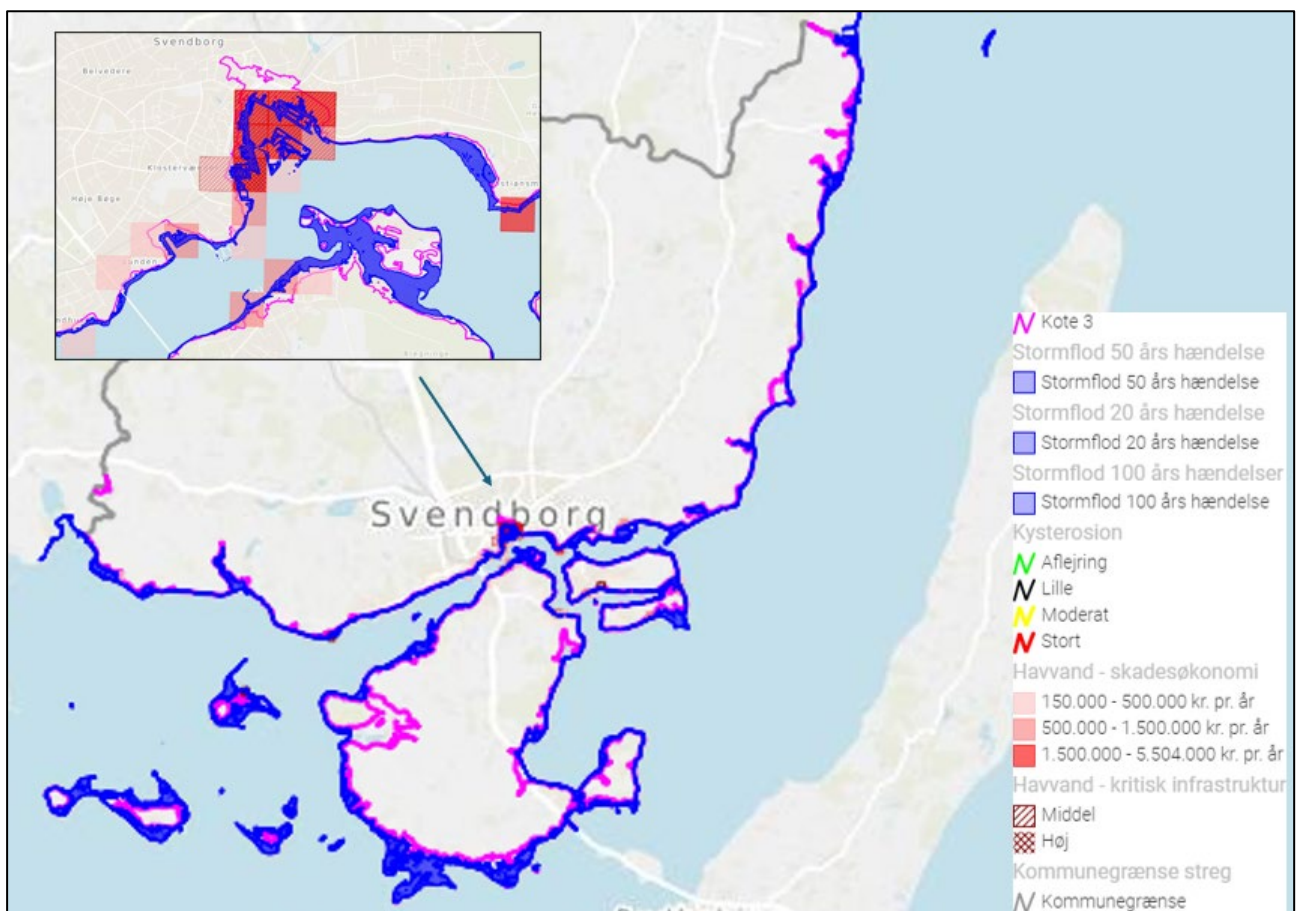 Svendborg
Belvedere
Høje Bøge
Svendborg
Kote 3
Stormflod 50 års hændelse
Stormflod 50 års hændelse
Stormflod 20 års hændelse
Stormflod 20 års hændelse
Stormflod 100 års hændelser
Stormflod 100 års hændelse
Kysterosion
Aflejring
Lille
Moderat
Stort
Havvand - skadesøkonomi
150.000 - 500.000 kr. pr. år
500.000 - 1.500.000 kr. pr. år
1.500.000 - 5.504.000 kr. pr. år
Havvand - kritisk infrastruktur
Middel
Høj
Kommunegrænse streg
Kommunegrænse